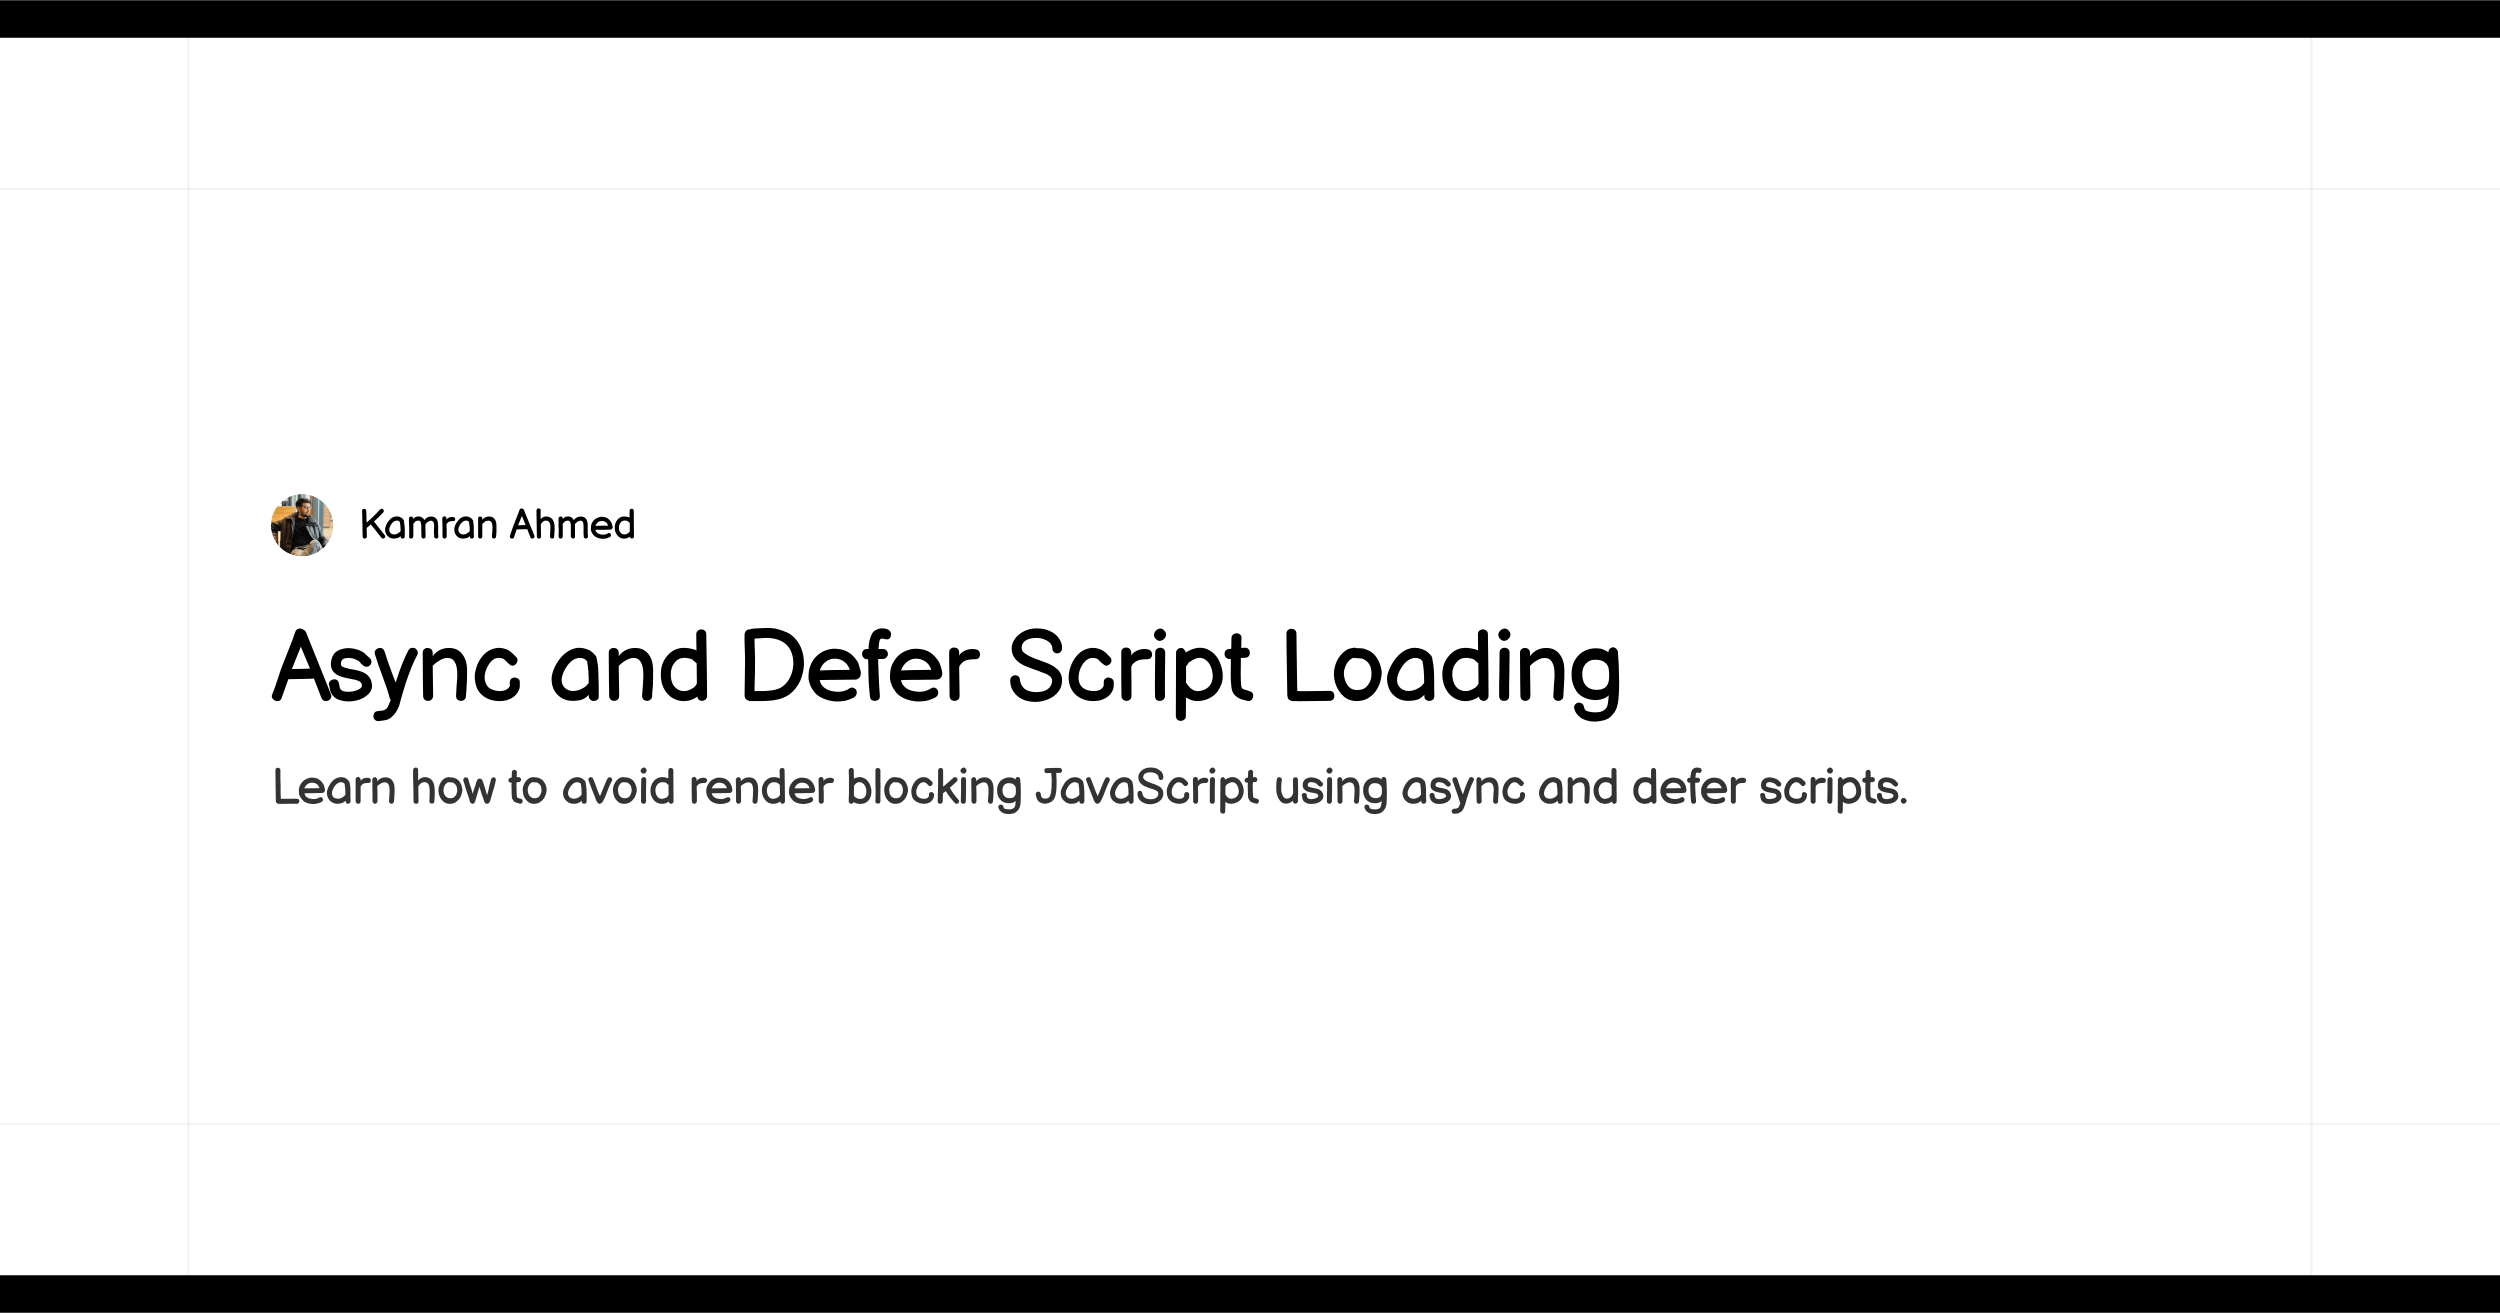 Kamran Ahmed
Async and Defer Script Loading
Learn how to avoid render blocking JavaScript using async and defer scripts.